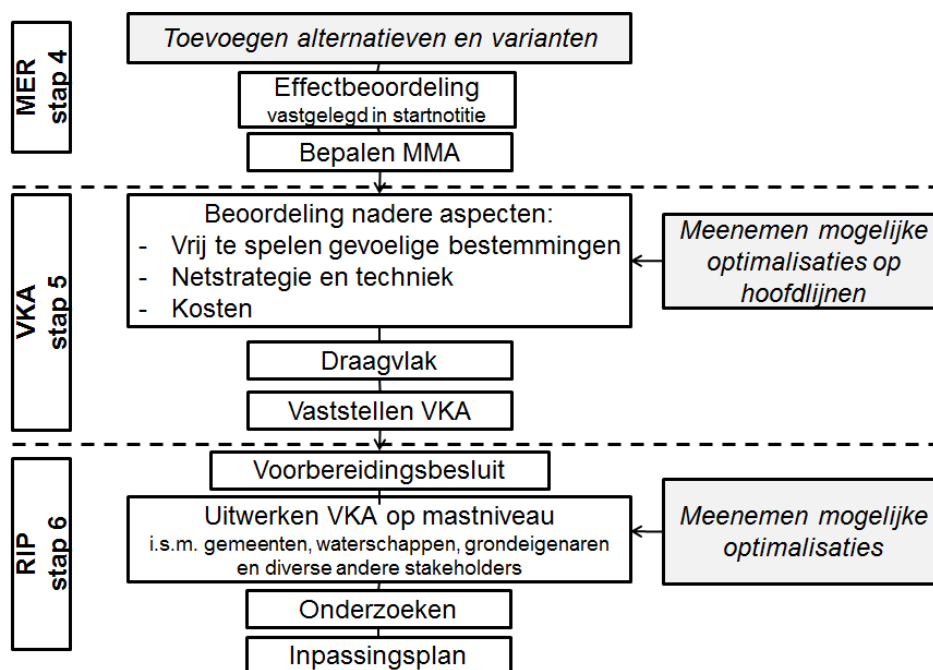 MER
stap 4
Toevoegen alternatieven en varianten
Effectbeoordeling
vastgelegd in startnotitie
Bepalen MMA
VKA
stap 5
Beoordeling nadere aspecten:
- Vrij te spelen gevoelige bestemmingen
- Netstrategie en techniek
- Kosten
Meenemen mogelijke
optimalisaties op
hoofdlijnen
Draagvlak
Vaststellen VKA
RIP
stap 6
Voorbereidingsbesluit
Uitwerken VKA op mastniveau
i.s.m. gemeenten, waterschappen, grondeigenaren
en diverse andere stakeholders
Meenemen mogelijke
optimalisaties
Onderzoeken
Inpassingsplan